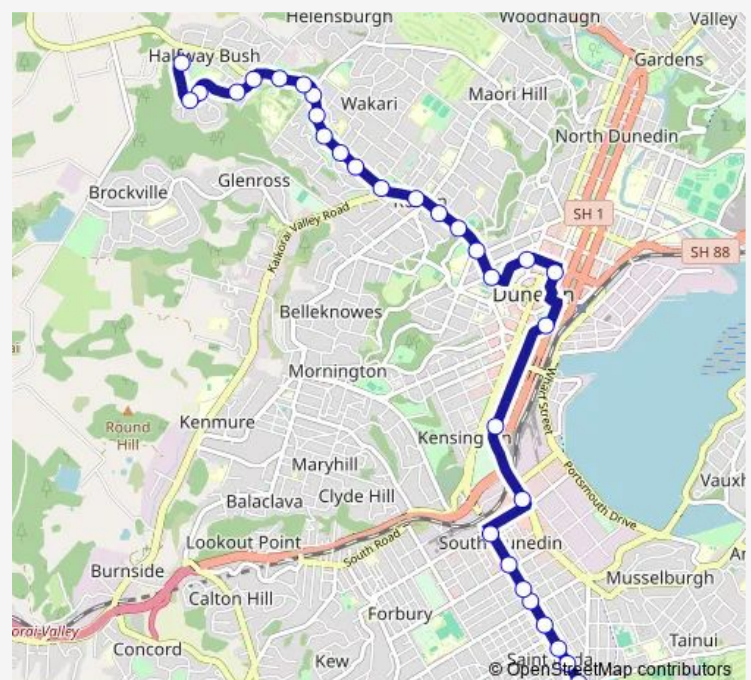 Helensburgh
Woodhaugh
Valley
Halfway Bush
Gardens
Wakari
Maori Hill
North Dunedin
Glenross
Brockville
SH 1
Kaikorai Valley Road
SH 88
Belleknowes
Mornington
Wharf Street
Round
Hill
Kenmure
Maryhill
Balaclava
Clyde Hill
Portsmouth Drive
Lookout Point
South Road
Burnside
Calton Hill
Musselburgh
Forbury
Concord
Kew
Tainui
© OpenStreetMap contributors